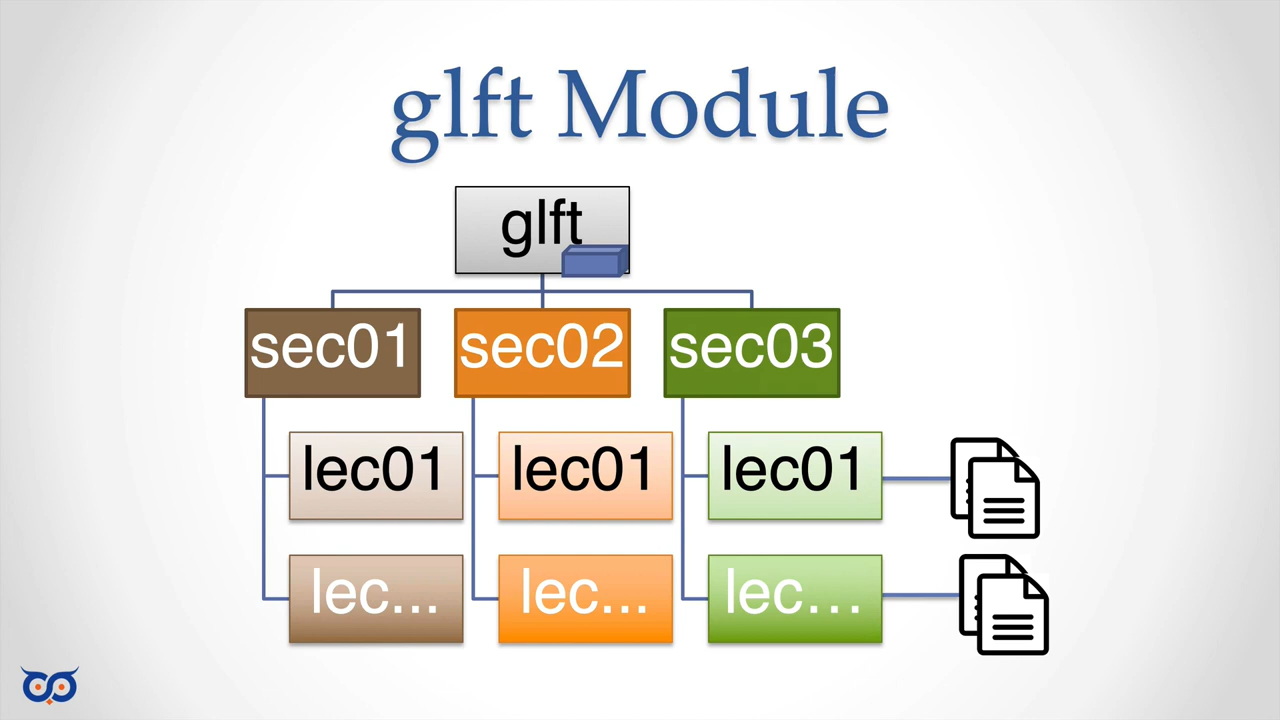 glft Module
glft
sec01
sec02
sec03
lec01
lec01
lec01
lec...
lec...
lec...